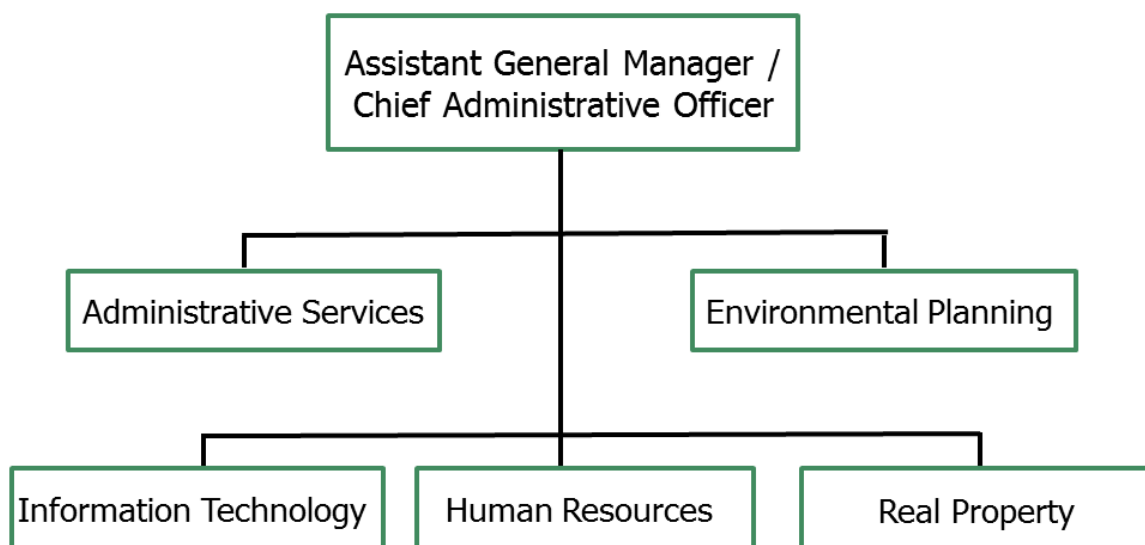 Assistant General Manager /
Chief Administrative Officer
Administrative Services
Environmental Planning
Information Technology
Human Resources
Real Property